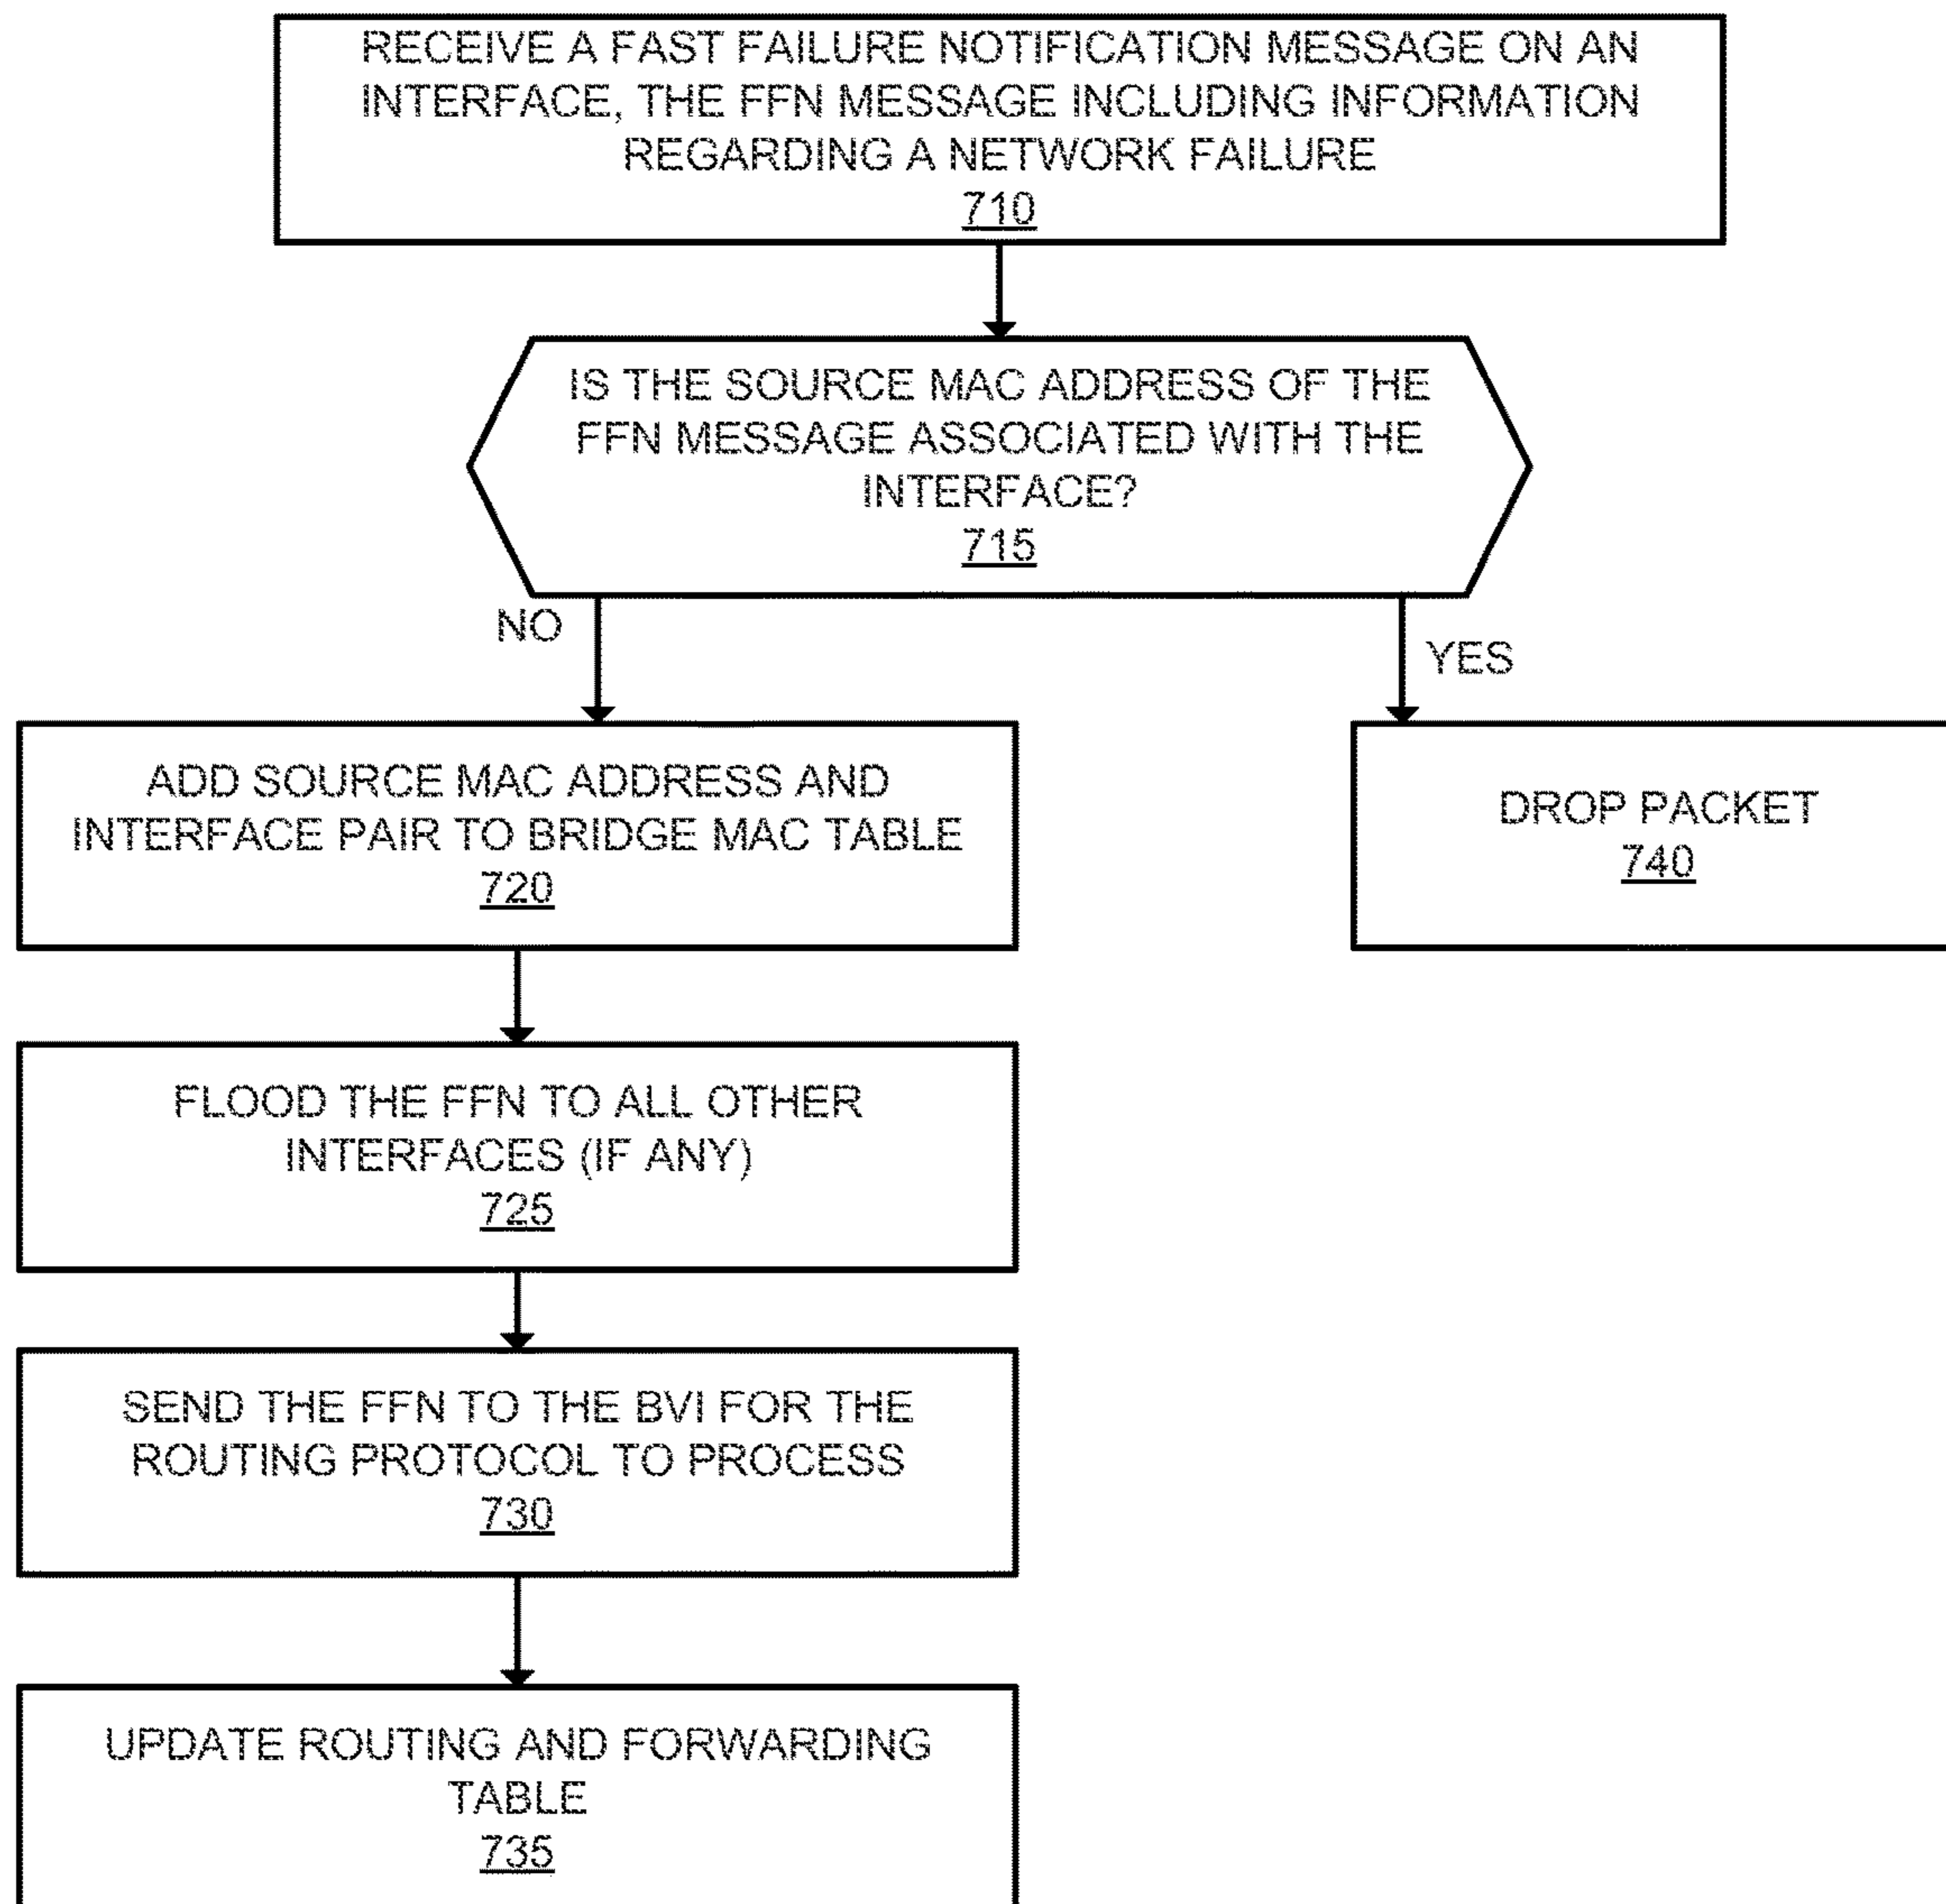 RECEIVE A FAST FAILURE NOTIFICATION MESSAGE ON AN
INTERFACE, THE FFN MESSAGE INCLUDING INFORMATION
REGARDING A NETWORK FAILURE
710
IS THE SOURCE MAC ADDRESS OF THE
FFN MESSAGE ASSOCIATED WITH THE
INTERFACE?
715
NO
YES
ADD SOURCE MAC ADDRESS AND
INTERFACE PAIR TO BRIDGE MAC TABLE
720
DROP PACKET
740
FLOOD THE FFN TO ALL OTHER
INTERFACES (IF ANY)
725
SEND THE FFN TO THE BVI FOR THE
ROUTING PROTOCOL TO PROCESS
730
UPDATE ROUTING AND FORWARDING
TABLE
735